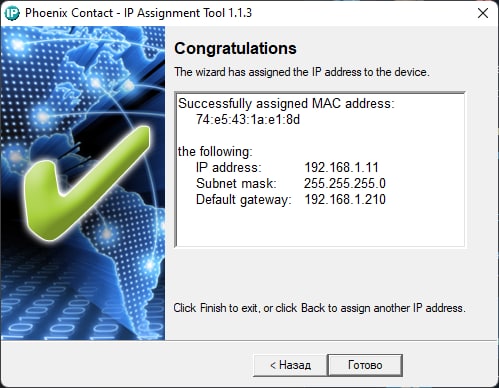 IP Phoenix Contact - IP Assignment Tool 1.1.3
Congratulations
The wizard has assigned the IP address to the device.
Successfully assigned MAC address:
74:e5:43:1a:e1:8d
the following:
IP address: 192.168.1.11
Subnet mask: 255.255.255.0
Default gateway: 192.168.1.210
Click Finish to exit, or click Back to assign another IP address.
< Назад Готово